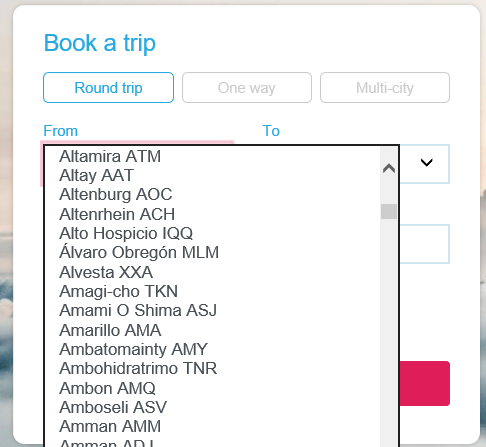 Book a trip
Round trip
One way
Multi-city
From
To
Altamira ATM
Altay AAT
Altenburg AOC
Altenrhein ACH
Alto Hospicio IQQ
Álvaro Obregón MLM
Alvesta XXA
Amagi-cho TKN
Amami O Shima ASJ
Amarillo AMA
Ambatomainty AMY
Ambohidratrimo TNR
Ambon AMQ
Amboseli ASV
Amman AMM
Amman ADJ